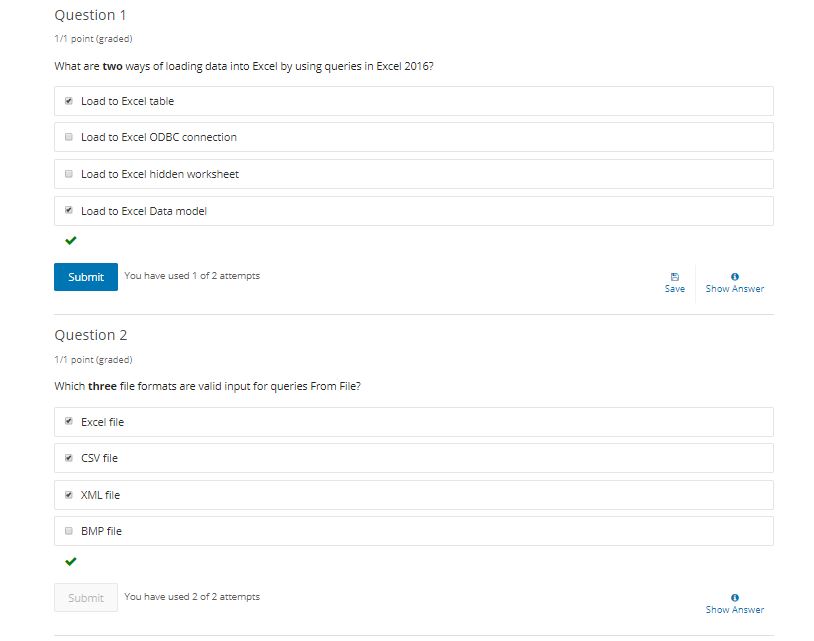 Question 1
1/1 point (graded)
What are two ways of loading data into Excel by using queries in Excel 2016?
Load to Excel table
Load to Excel ODBC connection
Load to Excel hidden worksheet
Load to Excel Data model
Submit You have used 1 of 2 attempts
Save Show Answer
Question 2
1/1 point (graded)
Which three file formats are valid input for queries From File?
Excel file
CSV file
XML file
BMP file
Submit You have used 2 of 2 attempts
Show Answer